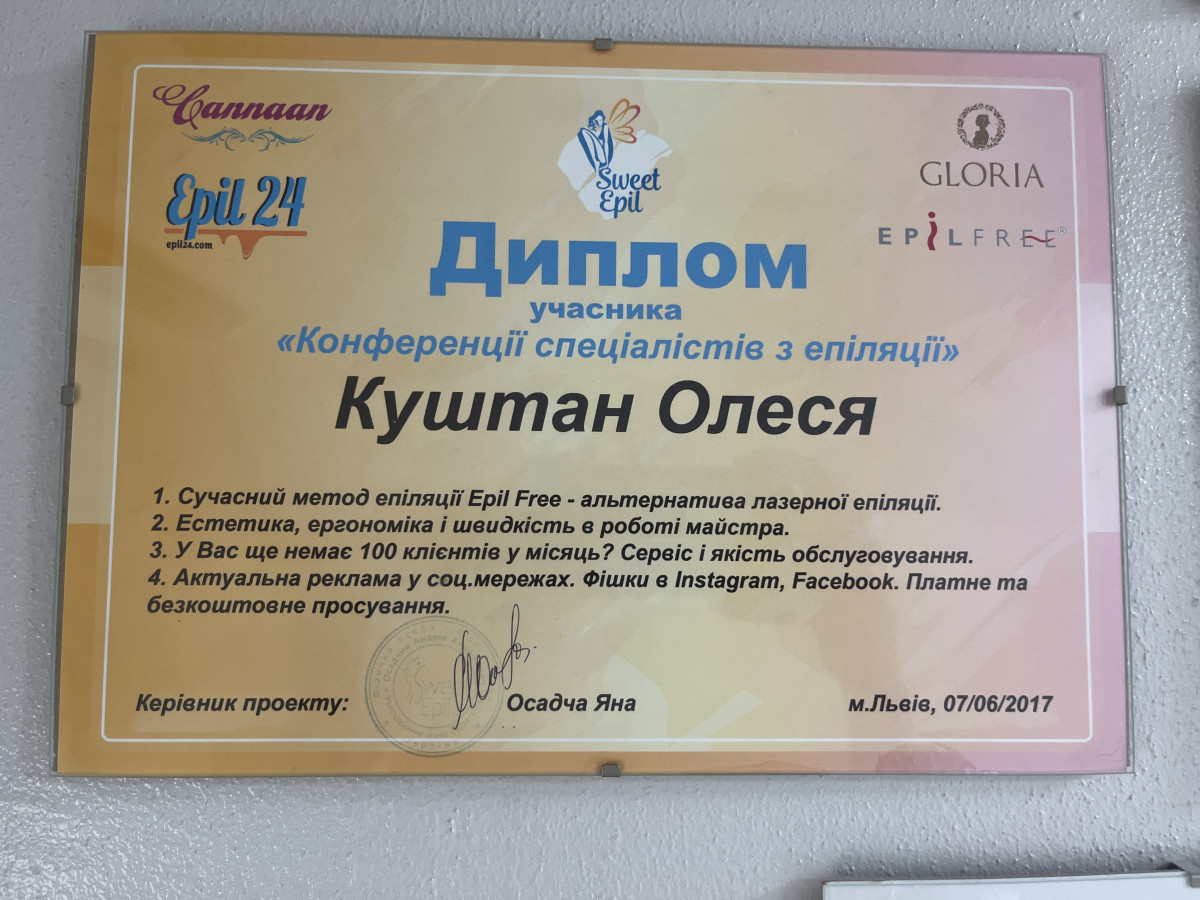 Cannaan
Epil 24
epil24.com
Sweet
Epil
GLORIA
EPILFREE®
Диплом
учасника
«Конференції спеціалістів з епіляції»
Куштан Олеся
1. Сучасний метод епіляції Epil Free - альтернатива лазерної епіляції.
2. Естетика, ергономіка і швидкість в роботі майстра.
3. У Вас ще немає 100 клієнтів у місяць? Сервіс і якість обслуговування.
4. Актуальна реклама у соц.мережах. Фішки в Instagram, Facebook. Платне та
безкоштовне просування.
Керівник проекту:
Осадча Яна
м.Львів, 07/06/2017